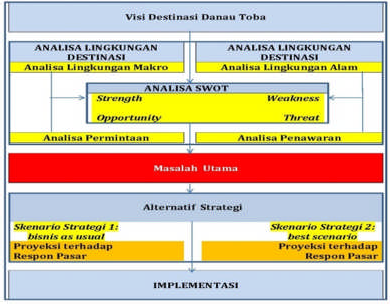 Visi Destinasi Danau Toba
ANALISA LINGKUNGAN DESTINASI
Analisa Lingkungan Makro
ANALISA LINGKUNGAN DESTINASI
Analisa Lingkungan Alam
ANALISA SWOT
Strength Weakness
Opportunity Threat
Analisa Permintaan
Analisa Penawaran
Masalah Utama
Alternatif Strategi
Skenario Strategi 1:
bisnis as usual
Proyeksi terhadap
Respon Pasar
Skenario Strategi 2:
best scenario
Proyeksi terhadap
Respon Pasar
IMPLEMENTASI